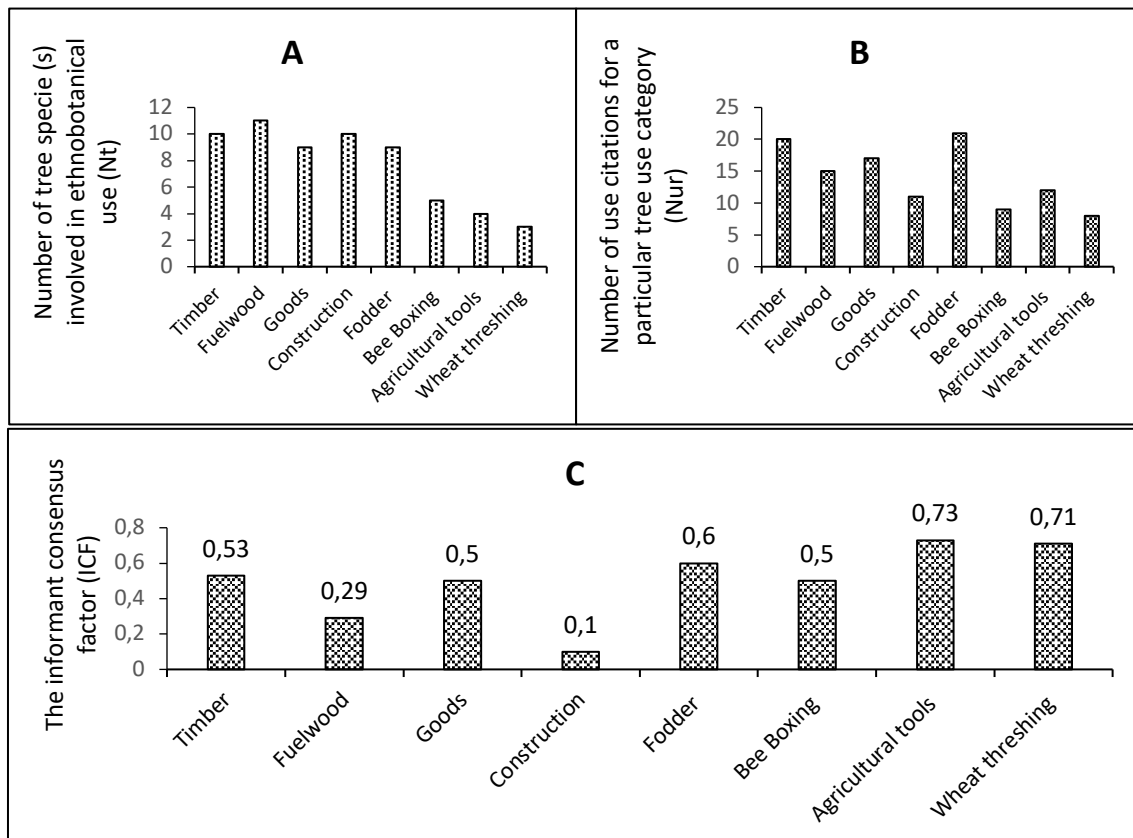 A
Number of tree specie (s)
involved in ethnobotanical
use (Nt)
12
10
8
6
4
2
0
Timber
Fuelwood
Goods
Construction
Fodder
Bee Boxing
Agricultural tools
Wheat threshing
B
Number of use citations for a
particular tree use category
(Nur)
25
20
15
10
5
0
Timber
Fuelwood
Goods
Construction
Fodder
Bee Boxing
Agricultural tools
Wheat threshing
C
The informant consensus
factor (ICF)
0,8
0,6
0,4
0,2
0
0,53
0,29
0,5
0,1
0,6
0,5
0,73
0,71
Timber
Fuelwood
Goods
Construction
Fodder
Bee Boxing
Agricultural tools
Wheat threshing